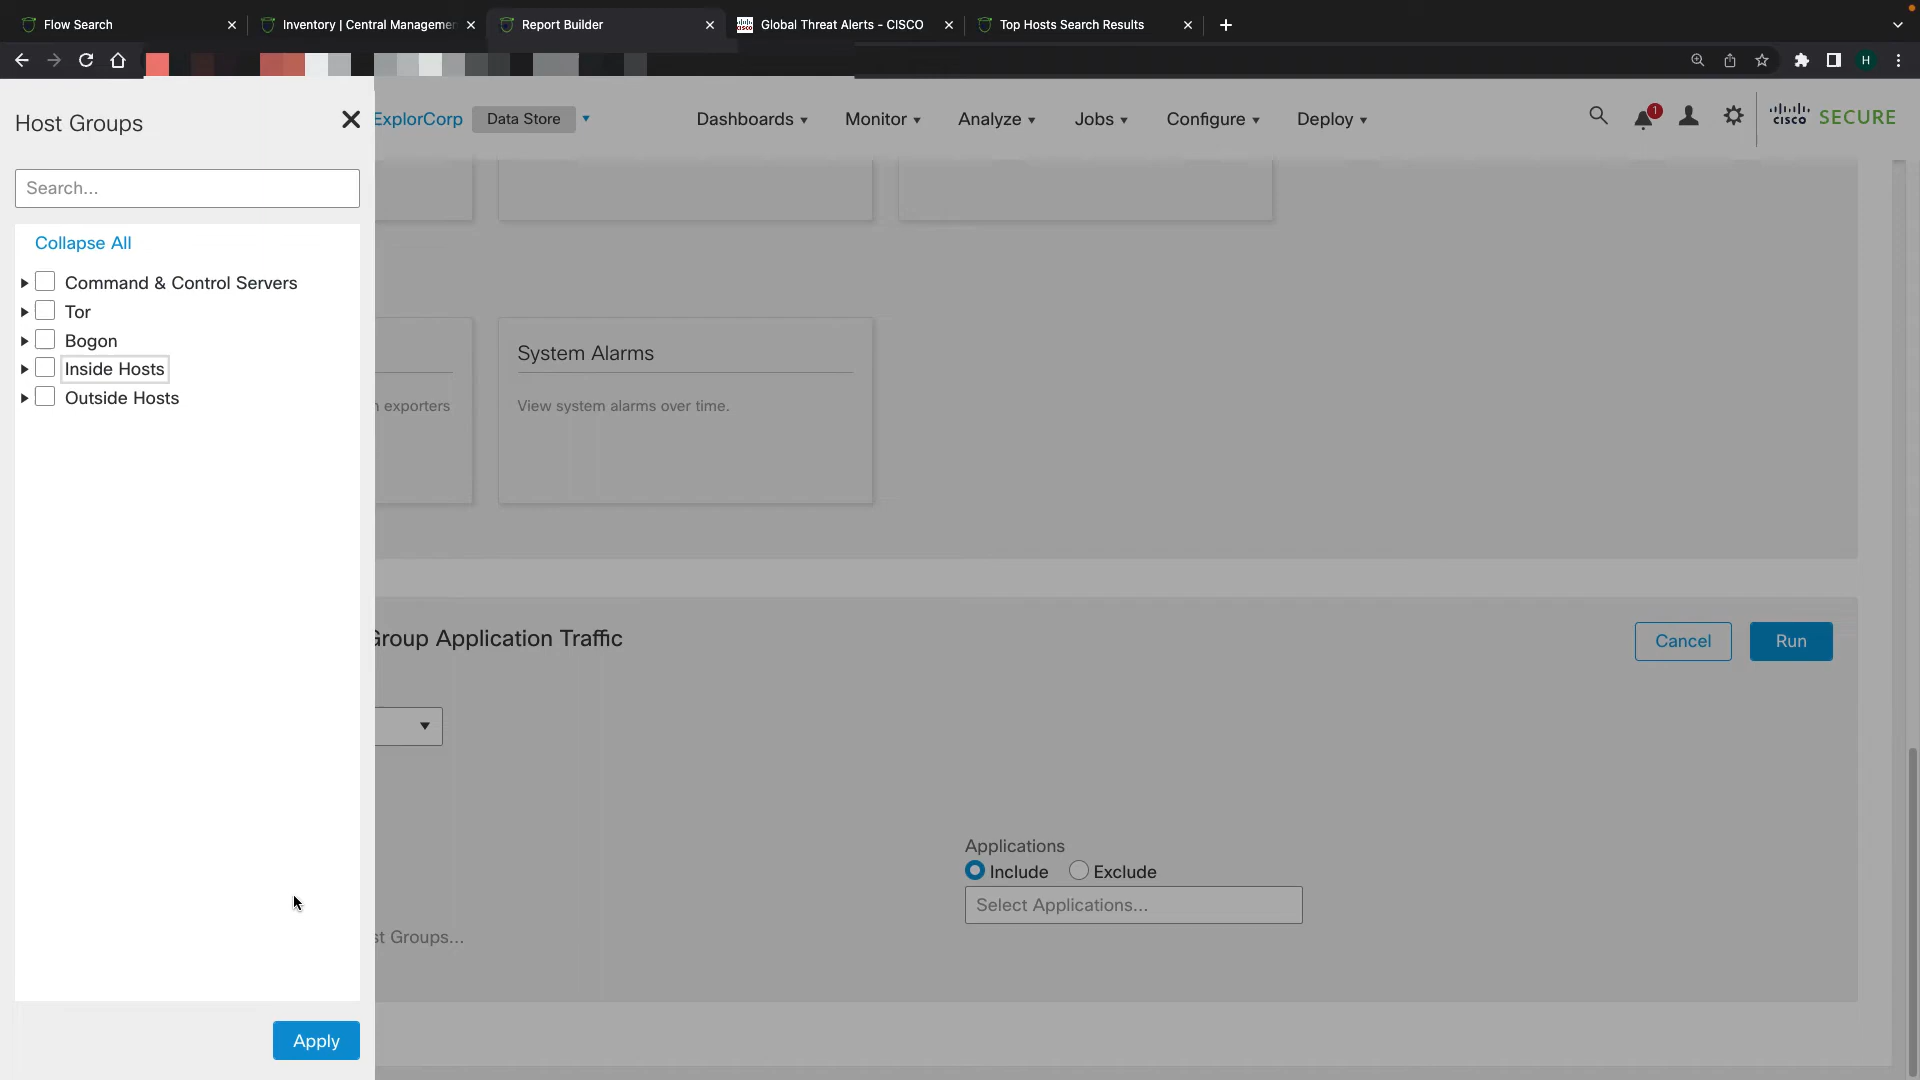 Flow Search
Inventory | Central Managemen
Report Builder
Global Threat Alerts - CISCO
Top Hosts Search Results
H
Host Groups
ExplorCorp
Data Store
Dashboards
Monitor
Analyze
Jobs
Configure
Deploy
1
cisco SECURE
Search...
Collapse All
Command & Control Servers
Tor
Bogon
Inside Hosts
Outside Hosts
System Alarms
exporters
View system alarms over time.
Group Application Traffic
Cancel
Run
Applications
Include
Exclude
Select Applications...
st Groups...
Apply